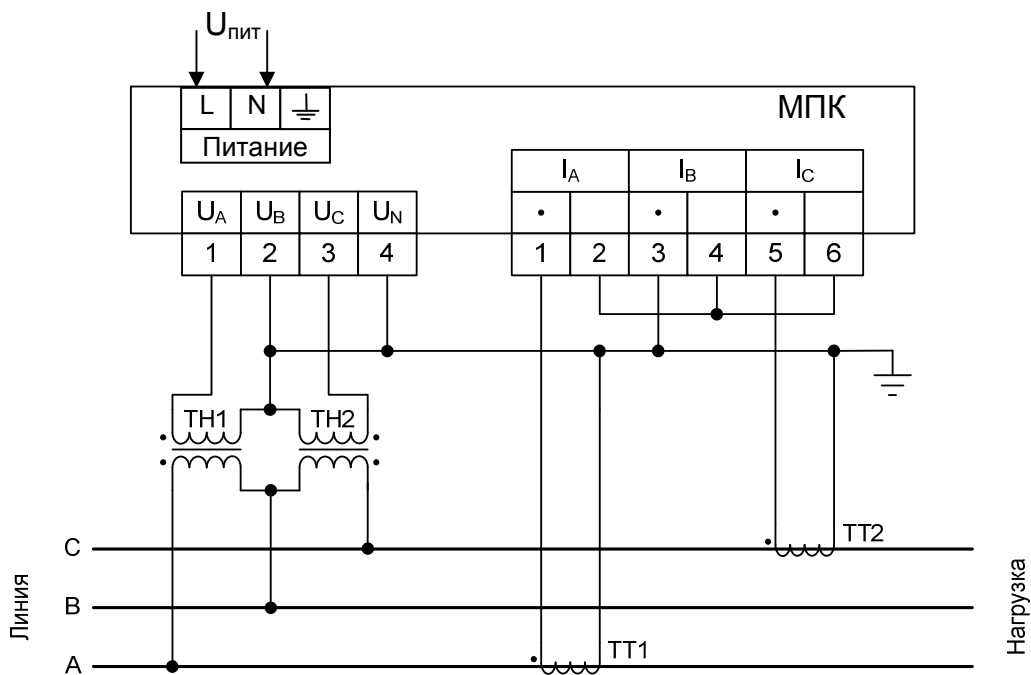 Uпит
МПК
L N
Питание
IA IB IC
UA UB UC UN
1 2 3 4
1 2 3 4 5 6
ТН1 ТН2
С
ТТ2
Линия
В
Нагрузка
А
ТТ1